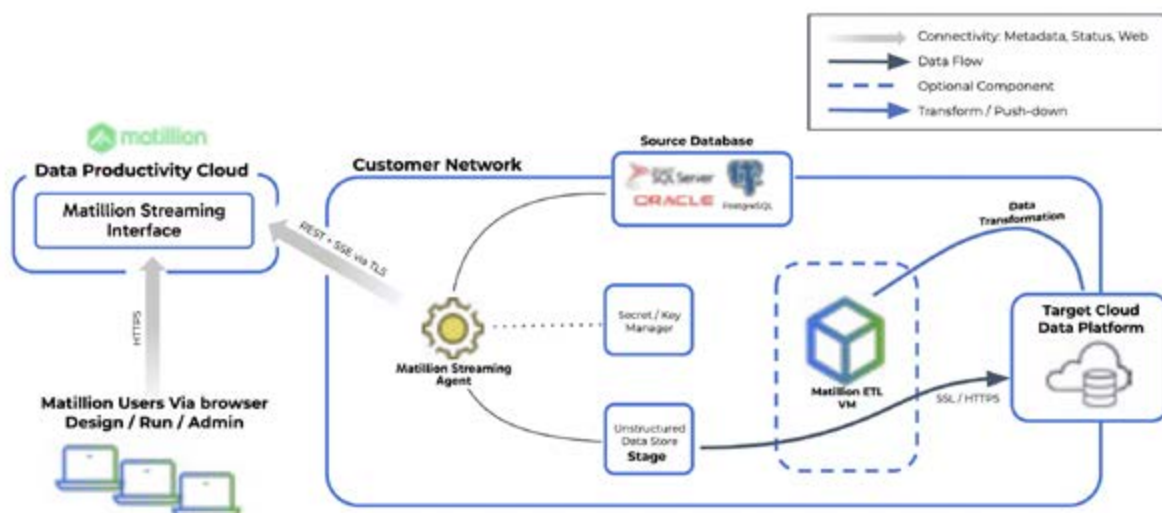 Connectivity: Metadata, Status, Web
Data Flow
Optional Component
Transform / Push-down
matillion
Data Productivity Cloud
Matillion Streaming
Interface
Customer Network
Source Database
SQL Server
ORACLE
PostgreSQL
REST + SSE via TLS
HTTPS
Data
Transformation
Secret / Key
Manager
Matillion Streaming
Agent
Matillion ETL
VM
Target Cloud
Data Platform
SSL / HTTPS
Unstructured
Data Store
Stage
Matillion Users Via browser
Design / Run / Admin